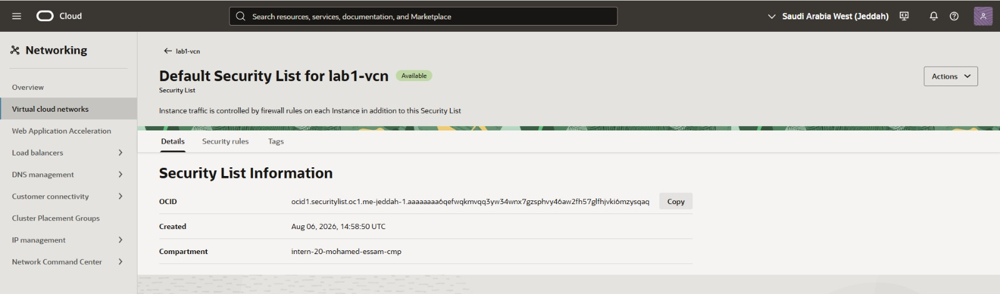 Cloud
Search resources, services, documentation, and Marketplace
Saudi Arabia West (Jeddah)
Networking
Overview
Virtual cloud networks
Web Application Acceleration
Load balancers
DNS management
Customer connectivity
Cluster Placement Groups
IP management
Network Command Center
lab1-vcn
Default Security List for lab1-vcn
Available
Actions
Security List
Instance traffic is controlled by firewall rules on each Instance in addition to this Security List
Details Security rules Tags
Security List Information
OCID ocid1.securitylist.oc1.me-jeddah-1.aaaaaaaa6qefwqkmvqq3yw34wnx7gzsphvy46aw2fh57glfhjvki6mzysqaq Copy
Created Aug 06, 2026, 14:58:50 UTC
Compartment intern-20-mohamed-essam-cmp